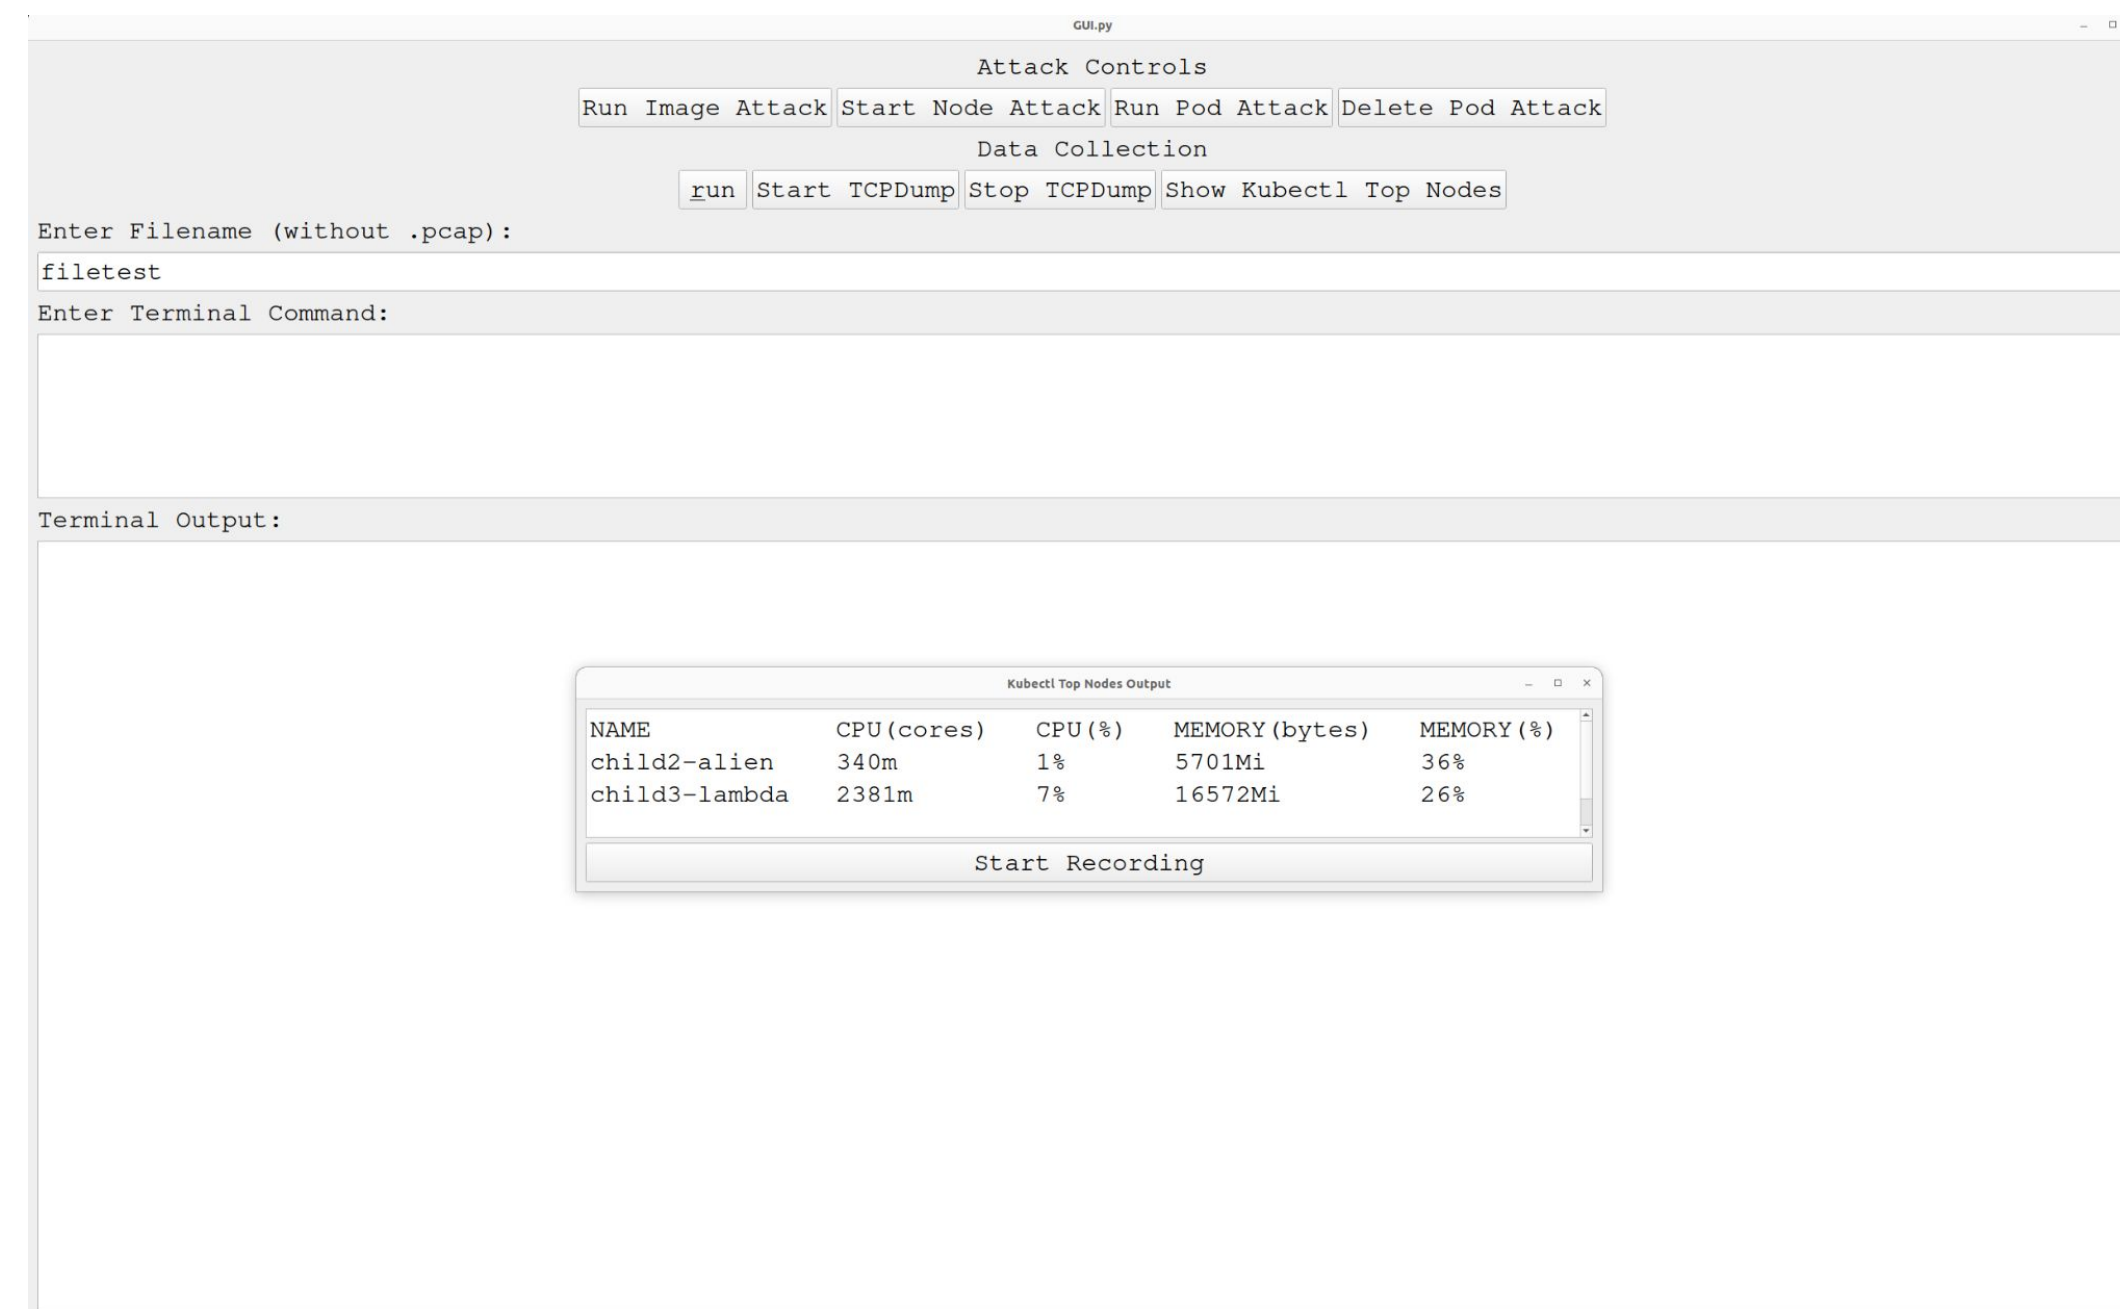 GUI.py
Attack Controls
Run Image Attack Start Node Attack Run Pod Attack Delete Pod Attack
Data Collection
run Start TCPDump Stop TCPDump Show Kubectl Top Nodes
Enter Filename (without .pcap):
filetest
Enter Terminal Command:
Terminal Output:
Kubectl Top Nodes Output
NAME CPU(cores) CPU(%) MEMORY(bytes) MEMORY(%)
child2-alien 340m 1% 5701Mi 36%
child3-lambda 2381m 7% 16572Mi 26%
Start Recording